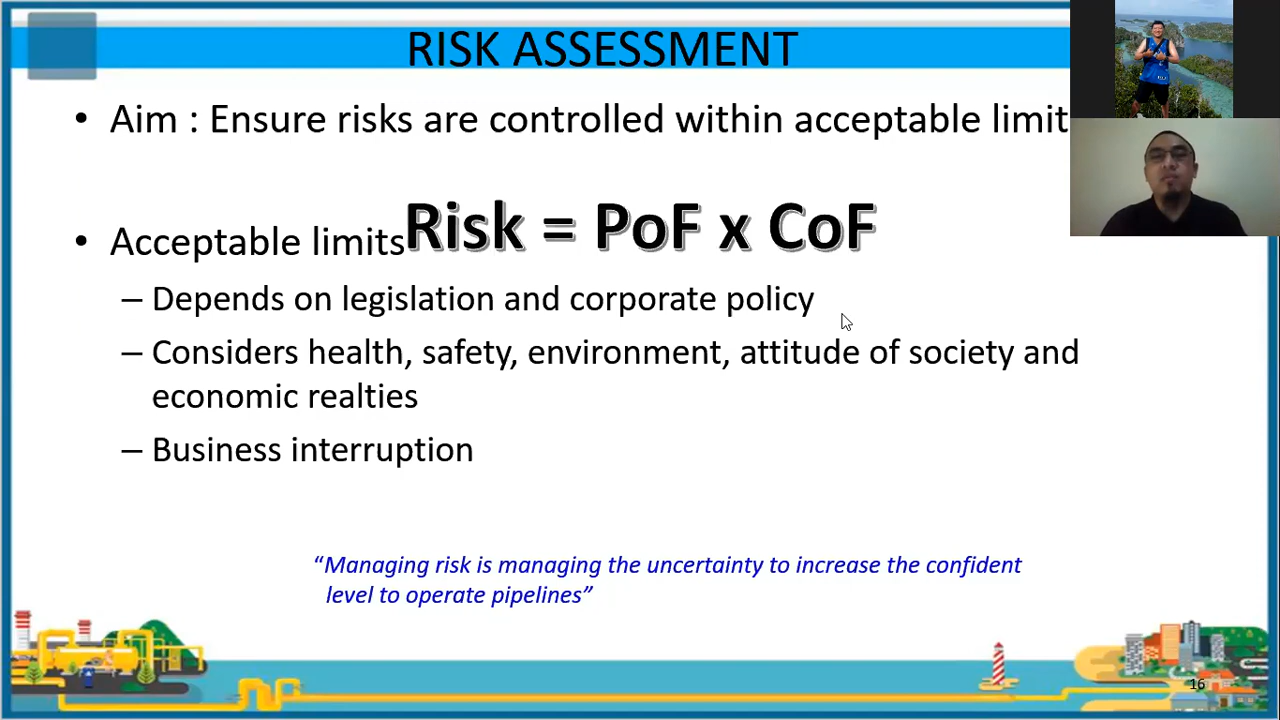 RISK ASSESSMENT
• Aim : Ensure risks are controlled within acceptable limit
Risk = PoF x CoF
• Acceptable limits
– Depends on legislation and corporate policy
– Considers health, safety, environment, attitude of society and
economic realties
– Business interruption
“Managing risk is managing the uncertainty to increase the confident
level to operate pipelines”
16